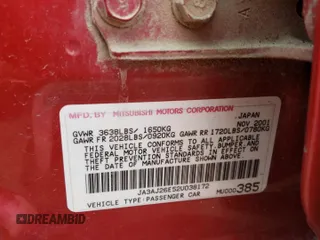 MFD. BY MITSUBISHI MOTORS CORPORATION
JAPAN
GVWR 3638LBS/ 1650KG NOV 2001
GAWR FR 2028LBS/0920KG GAWR RR 1720LBS/0780KG
THIS VEHICLE CONFORMS TO ALL APPLICABLE
FEDERAL MOTOR VEHICLE SAFETY, BUMPER, AND
THEFT PREVENTION STANDARDS IN EFFECT ON
THE DATE OF MANUFACTURE SHOWN ABOVE.
JA3AJ26E52U038172
VEHICLE TYPE: PASSENGER CAR MU000385
DREAMBID